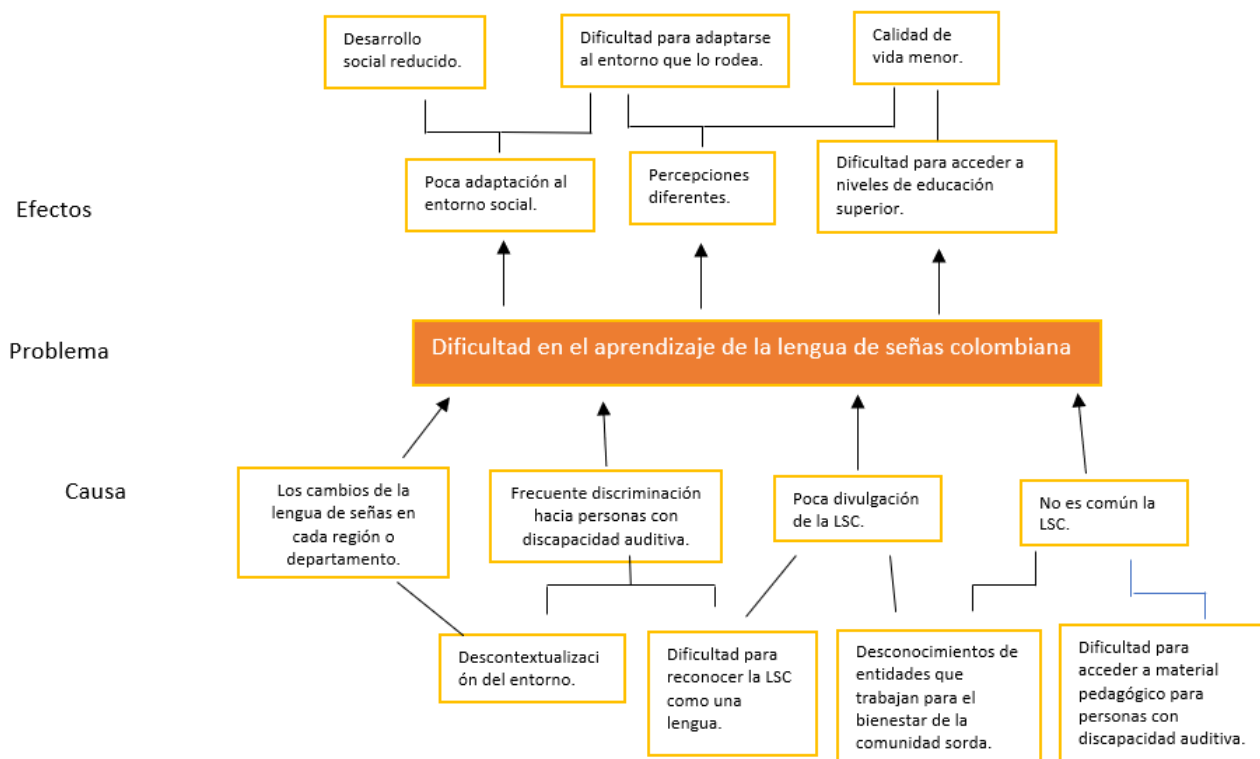 Desarrollo
social reducido.
Dificultad para adaptarse
al entorno que lo rodea.
Calidad de
vida menor.
Efectos
Poca adaptación al
entorno social.
Percepciones
diferentes.
Dificultad para acceder a
niveles de educación
superior.
Problema
Dificultad en el aprendizaje de la lengua de señas colombiana
Causa
Los cambios de la
lengua de señas en
cada región o
departamento.
Frecuente discriminación
hacia personas con
discapacidad auditiva.
Poca divulgación
de la LSC.
No es común la
LSC.
Descontextualizaci
ón del entorno.
Dificultad para
reconocer la LSC
como una
lengua.
Desconocimientos de
entidades que
trabajan para el
bienestar de la
comunidad sorda.
Dificultad para
acceder a material
pedagógico para
personas con
discapacidad auditiva.